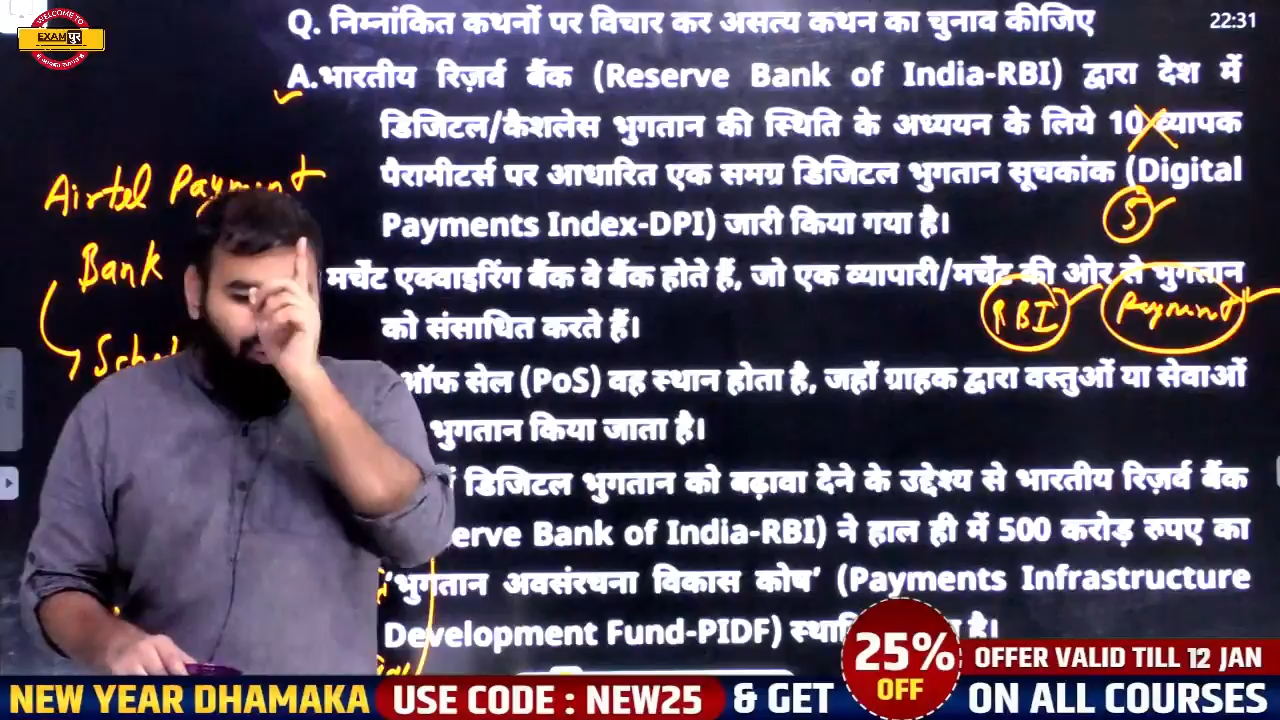 WELCOME TO
EXAMपुर
22:31
Q. निम्नांकित कथनों पर विचार कर असत्य कथन का चुनाव कीजिए
A.भारतीय रिज़र्व बैंक (Reserve Bank of India-RBI) द्वारा देश में
डिजिटल/कैशलेस भुगतान की स्थिति के अध्ययन के लिये 10 व्यापक
पैरामीटर्स पर आधारित एक समग्र डिजिटल भुगतान सूचकांक (Digital
Payments Index-DPI) जारी किया गया है।
5
मर्चेंट एक्वाइरिंग बैंक वे बैंक होते हैं, जो एक व्यापारी/मर्चेंट की ओर से भुगतान
को संसाधित करते हैं।
RBI Payment
ऑफ सेल (PoS) वह स्थान होता है, जहाँ ग्राहक द्वारा वस्तुओं या सेवाओं
भुगतान किया जाता है।
डिजिटल भुगतान को बढ़ावा देने के उद्देश्य से भारतीय रिज़र्व बैंक
Bank of India-RBI) ने हाल ही में 500 करोड़ रुपए का
'भुगतान अवसंरचना विकास कोष' (Payments Infrastructure
Development Fund-PIDF) है।
Airtel Payment
Bank
25%
OFF
OFFER VALID TILL 12 JAN
NEW YEAR DHAMAKA USE CODE : NEW25 & GET ON ALL COURSES